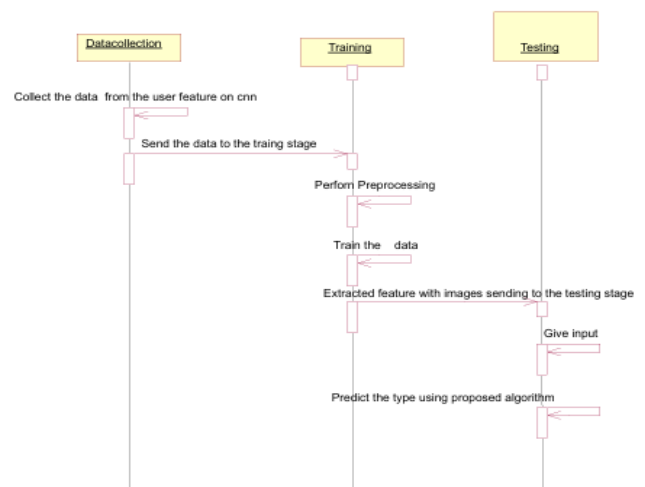 Datacollection
Training
Testing
Collect the data from the user feature on cnn
Send the data to the traing stage
Perforn Preprocessing
Train the data
Extracted feature with images sending to the testing stage
Give input
Predict the type using proposed algorithm